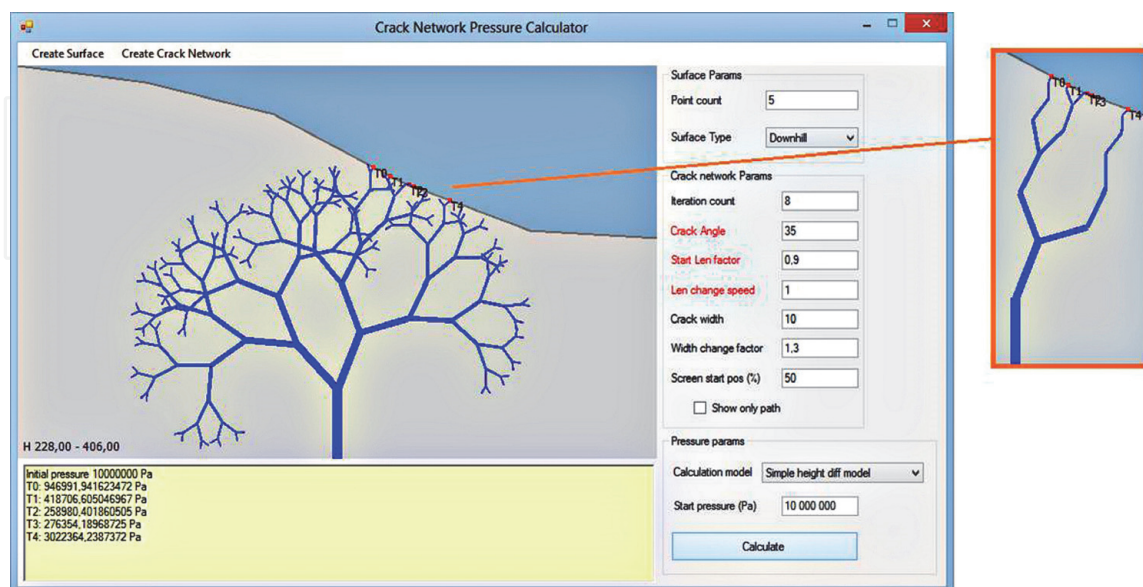 Crack Network Pressure Calculator
Create Surface Create Crack Network
T0
T1
T3
T4
H 228,00 - 406,00
Initial pressure 10000000 Pa
T0: 946991,941623472 Pa
T1: 418706,605046967 Pa
T2: 258980,401860505 Pa
T3: 276354,18968725 Pa
T4: 3022364,2387372 Pa
Surface Params
Point count 5
Surface Type Downhill
Crack network Params
Iteration count 8
Crack Angle 35
Start Len factor 0,9
Len change speed 1
Crack width 10
Width change factor 1,3
Screen start pos (%) 50
Show only path
Pressure params
Calculation model Simple height diff model
Start pressure (Pa) 10 000 000
Calculate
T0
T1
T3
T4